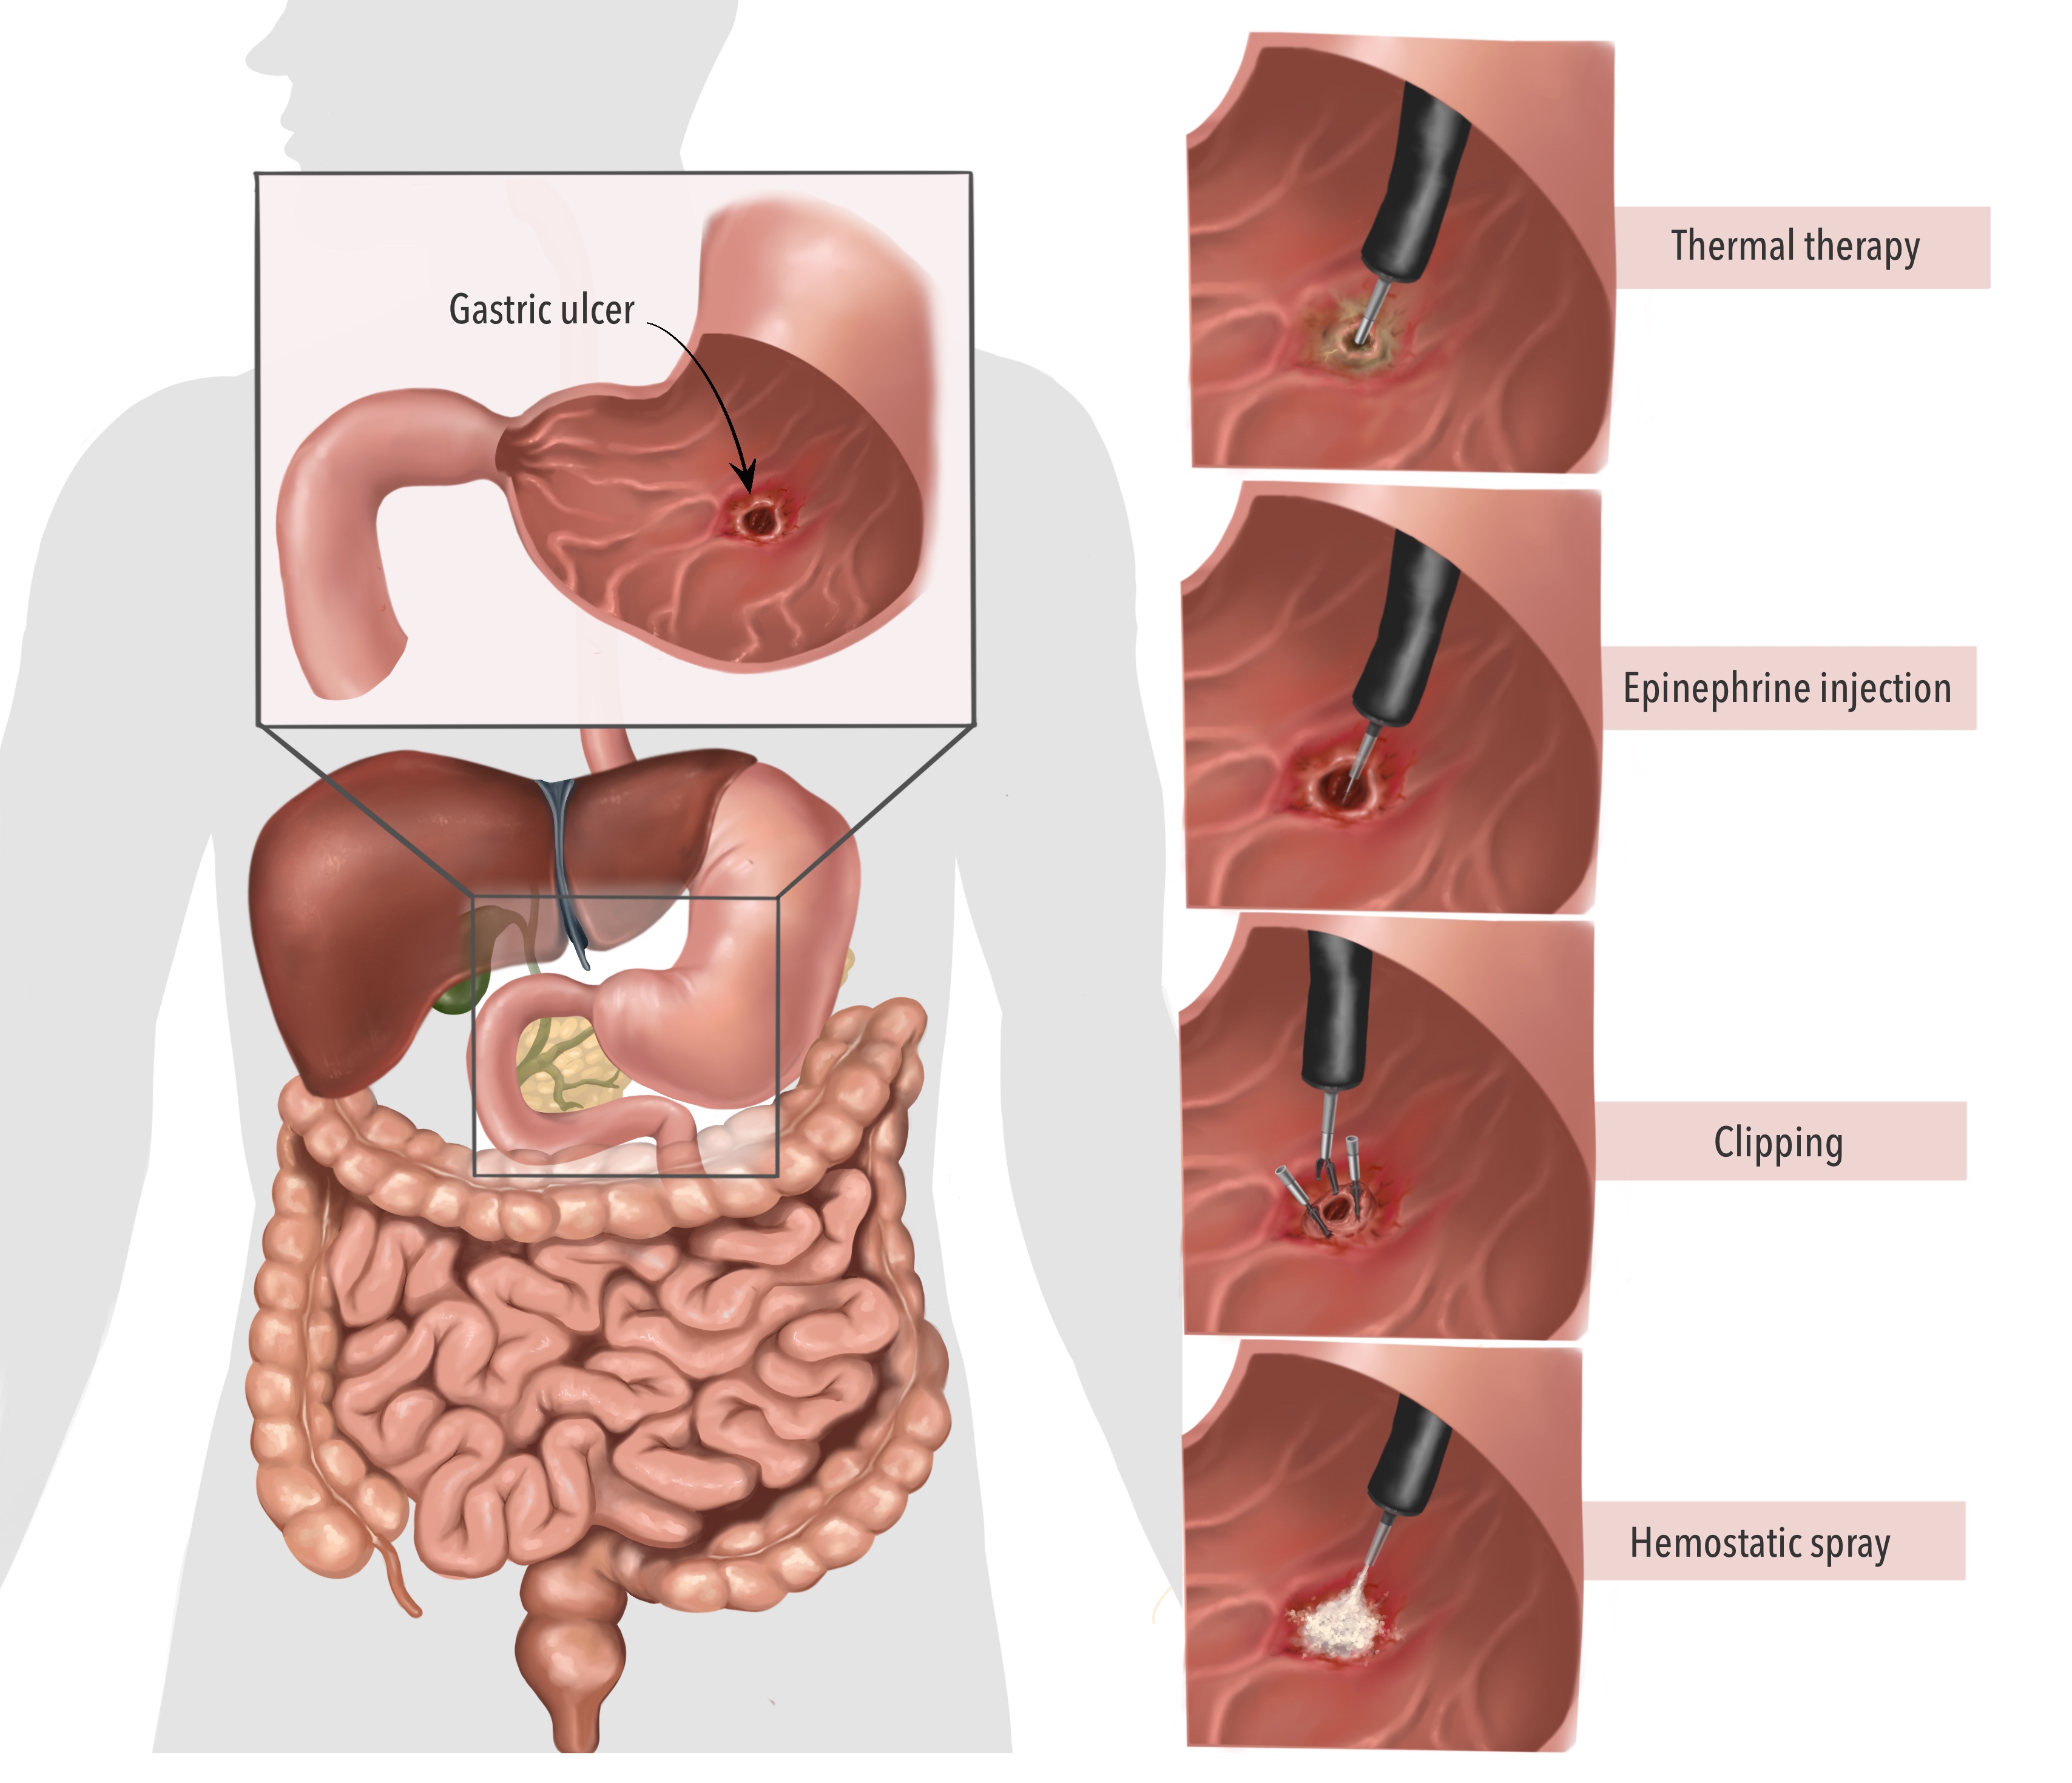 Gastric ulcer
Thermal therapy
Epinephrine injection
Clipping
Hemostatic spray